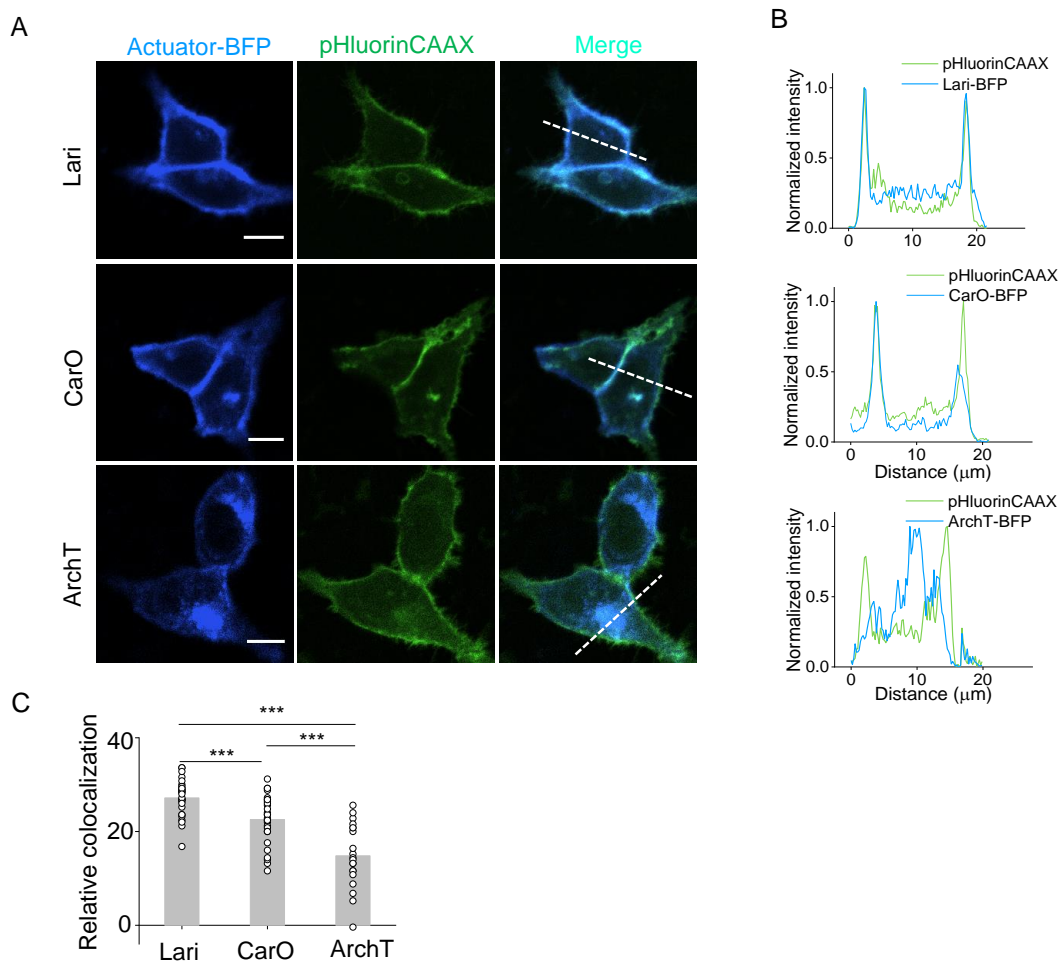 A
Actuator-BFP pHluorinCAAX Merge
Lari
CarO
ArchT
B
pHluorinCAAX
Lari-BFP
Normalized intensity
1.0
0.5
0.0
0 10 20
pHluorinCAAX
CarO-BFP
Normalized intensity
1.0
0.5
0.0
0 10 20
Distance (μm)
pHluorinCAAX
ArchT-BFP
Normalized intensity
1.0
0.5
0.0
0 10 20
Distance (μm)
C
Relative colocalization
40
20
0
***
*** ***
Lari CarO ArchT